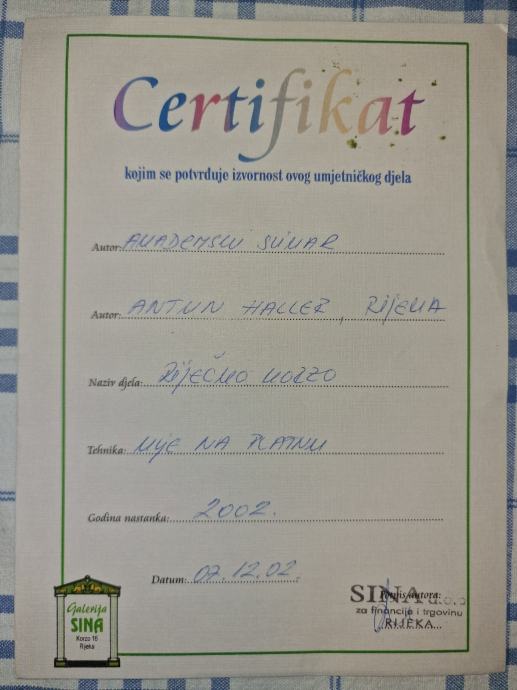 Certifikat
kojim se potvrđuje izvornost ovog umjetničkog djela
Autor: AKADEMSKI SLIKAR
Autor: ANTUN HALLER, RIJEKA
Naziv djela: RIJEČKO KORZO
Tehnika: ULJE NA PLATNU
Godina nastanka: 2002.
Datum: 07.12.02.
Potpis autora:
SINA d.o.o
za financije i trgovinu
RIJEKA
Galerija
SINA
Korzo 16
Rijeka